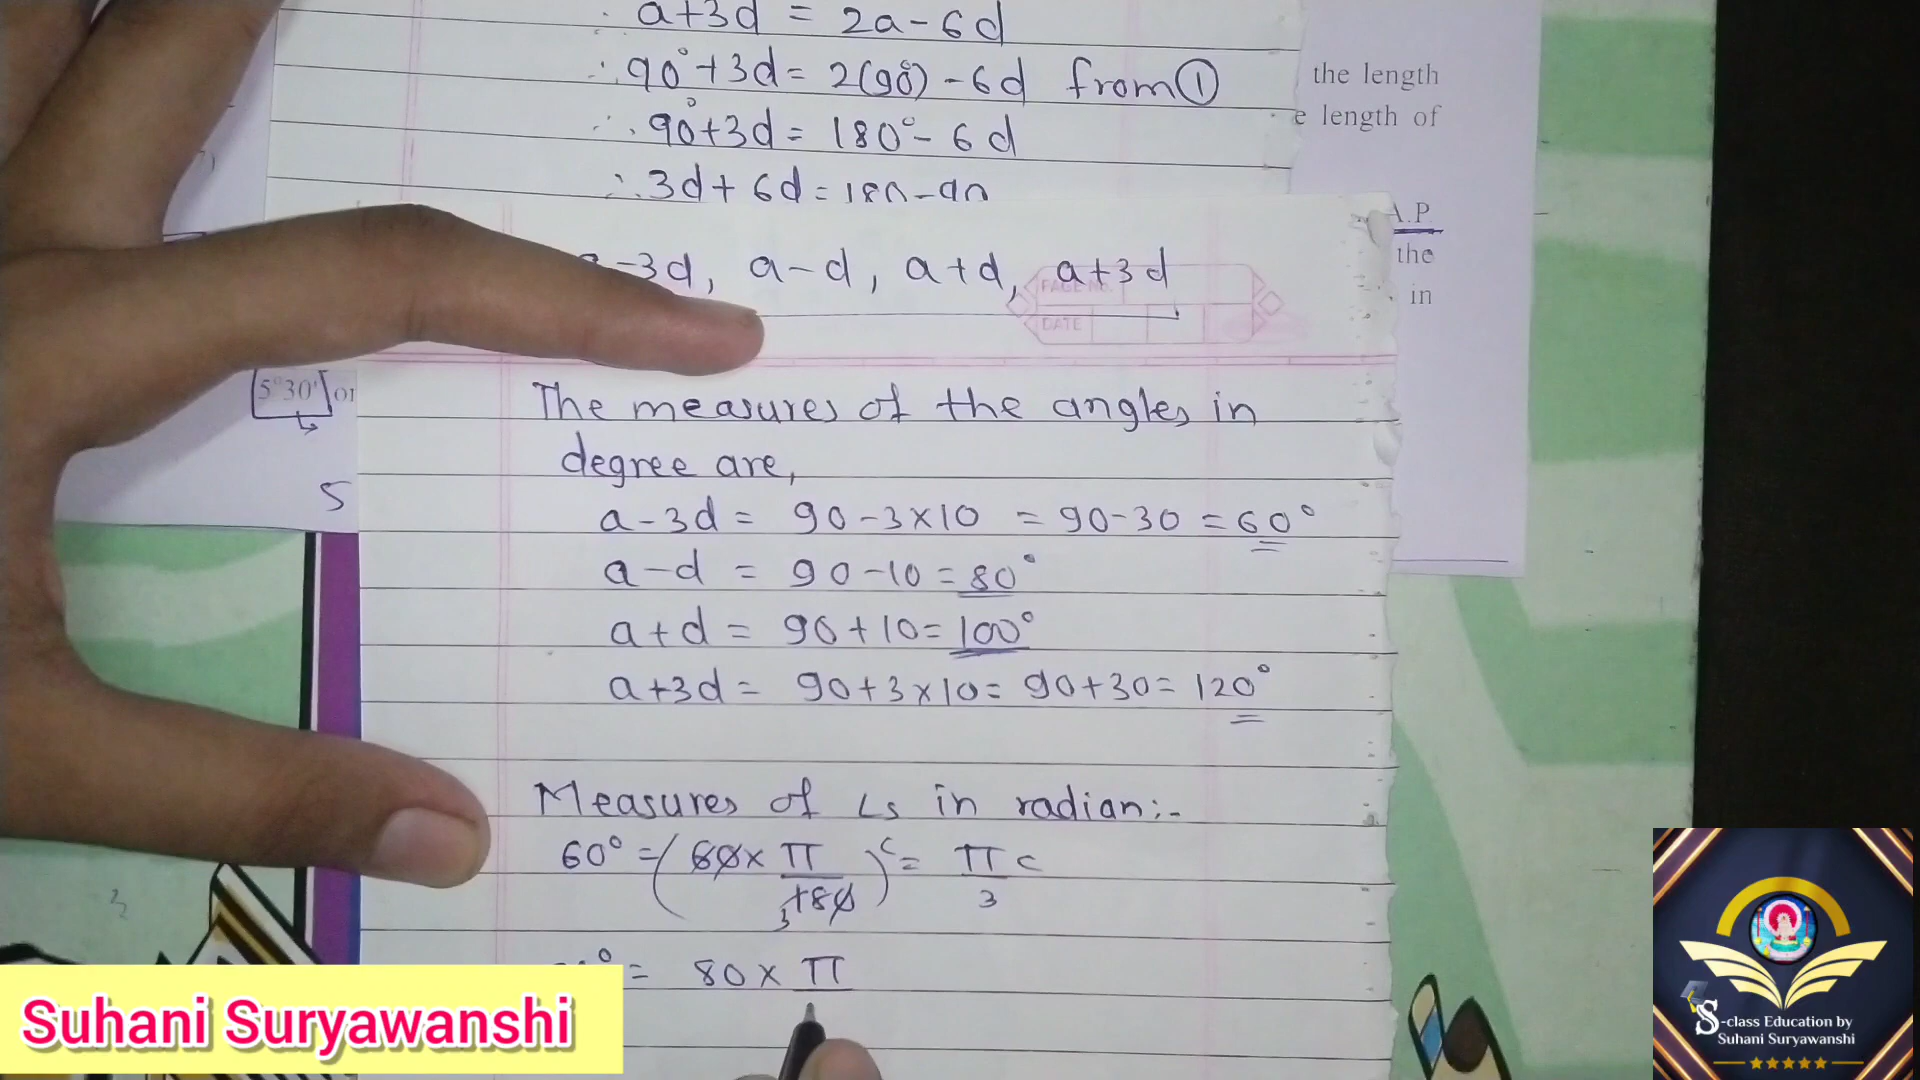 ∴ a+3d = 2a-6d
∴ 90°+3d = 2(90°) - 6d from ①
∴ 90°+3d = 180° - 6d
∴ 3d + 6d = 180-90
the length
e length of
A.P
the
in
-3d, a-d, a+d, a+3d
PAGE No.
DATE
5°30' or
5
The measures of the angles in
degree are,
a-3d = 90-3×10 = 90-30 = 60°
a-d = 90-10 = 80°
a+d = 90+10 = 100°
a+3d = 90+3×10 = 90+30 = 120°
Measures of ∠s in radian:-
60° = (60 × π/180)ᶜ = π/3 ᶜ
3
° = 80 × π
Suhani Suryawanshi
S-class Education by
Suhani Suryawanshi